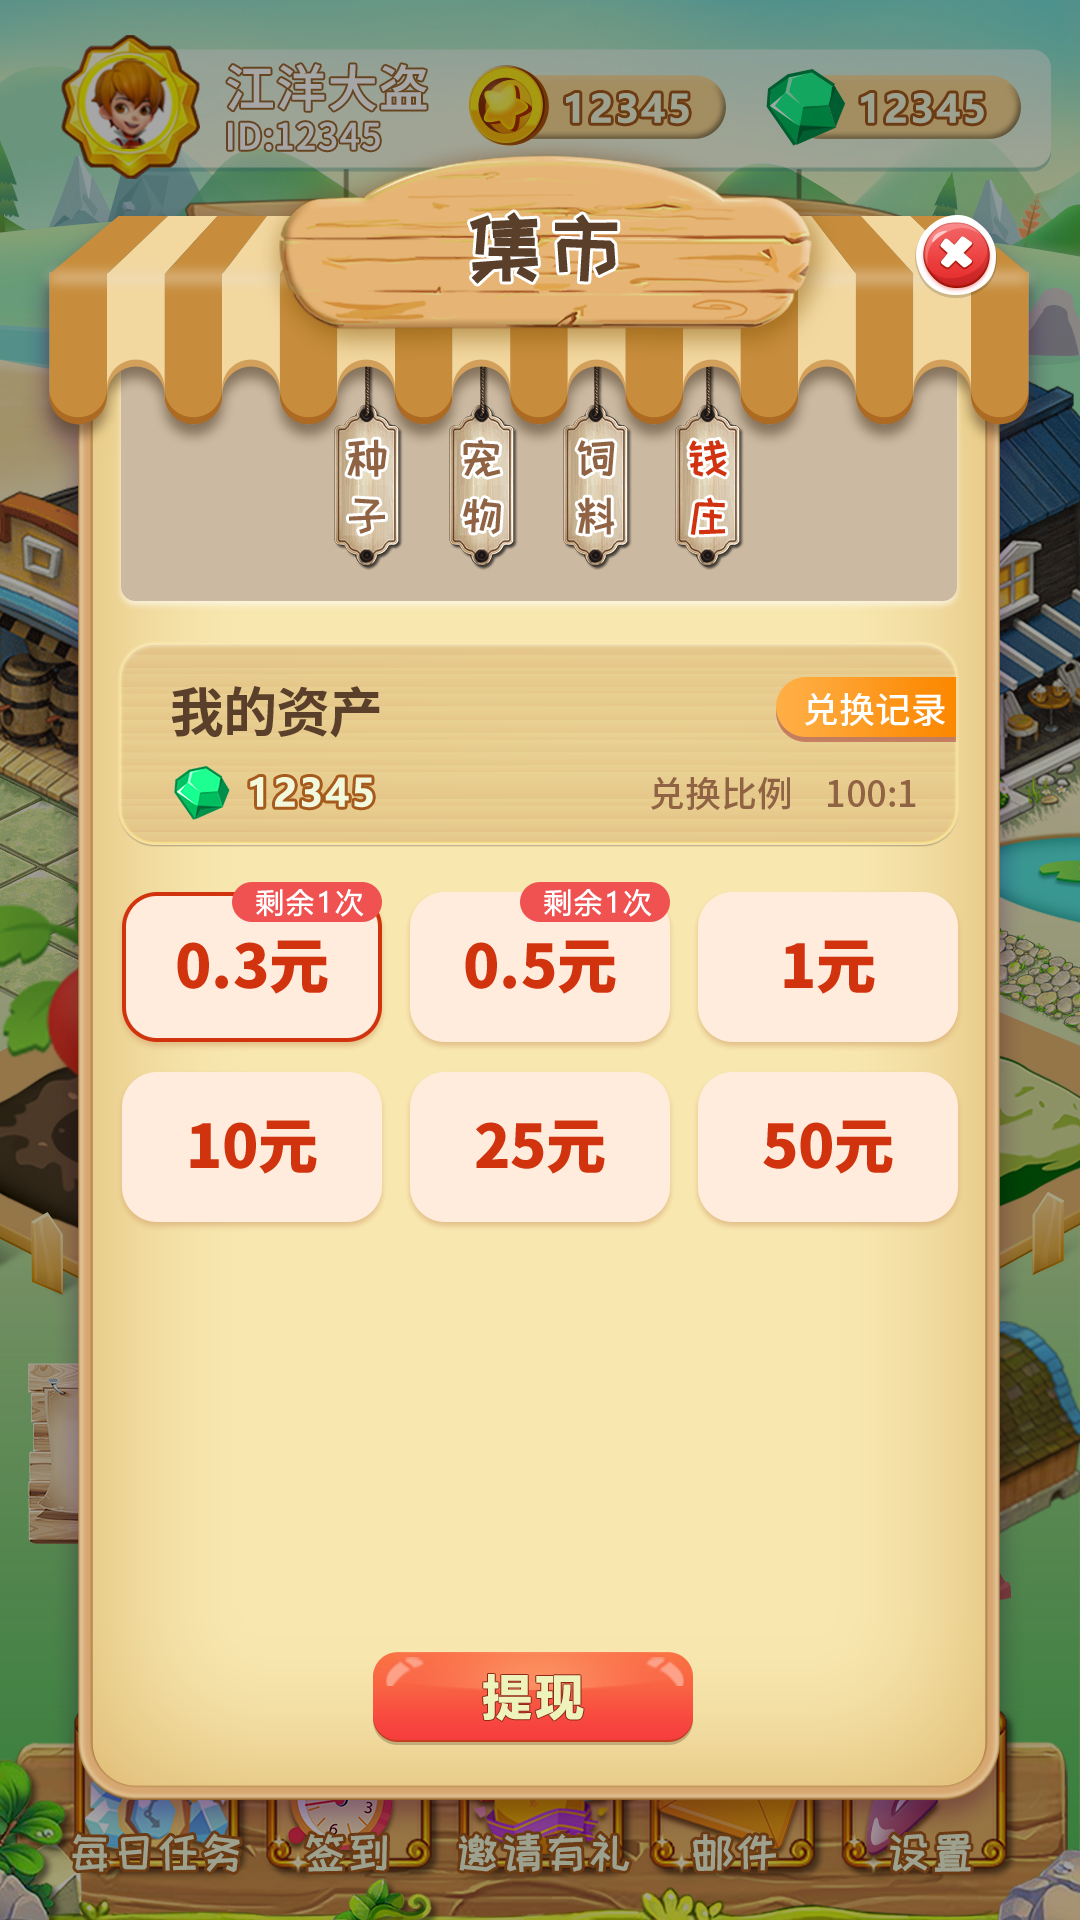 江洋大盗
ID:12345
12345
12345
集市
种子
宠物
饲料
钱庄
我的资产
兑换记录
12345
兑换比例 100:1
剩余1次
剩余1次
0.3元
0.5元
1元
10元
25元
50元
提现
3
6
每日任务
签到
邀请有礼
邮件
设置